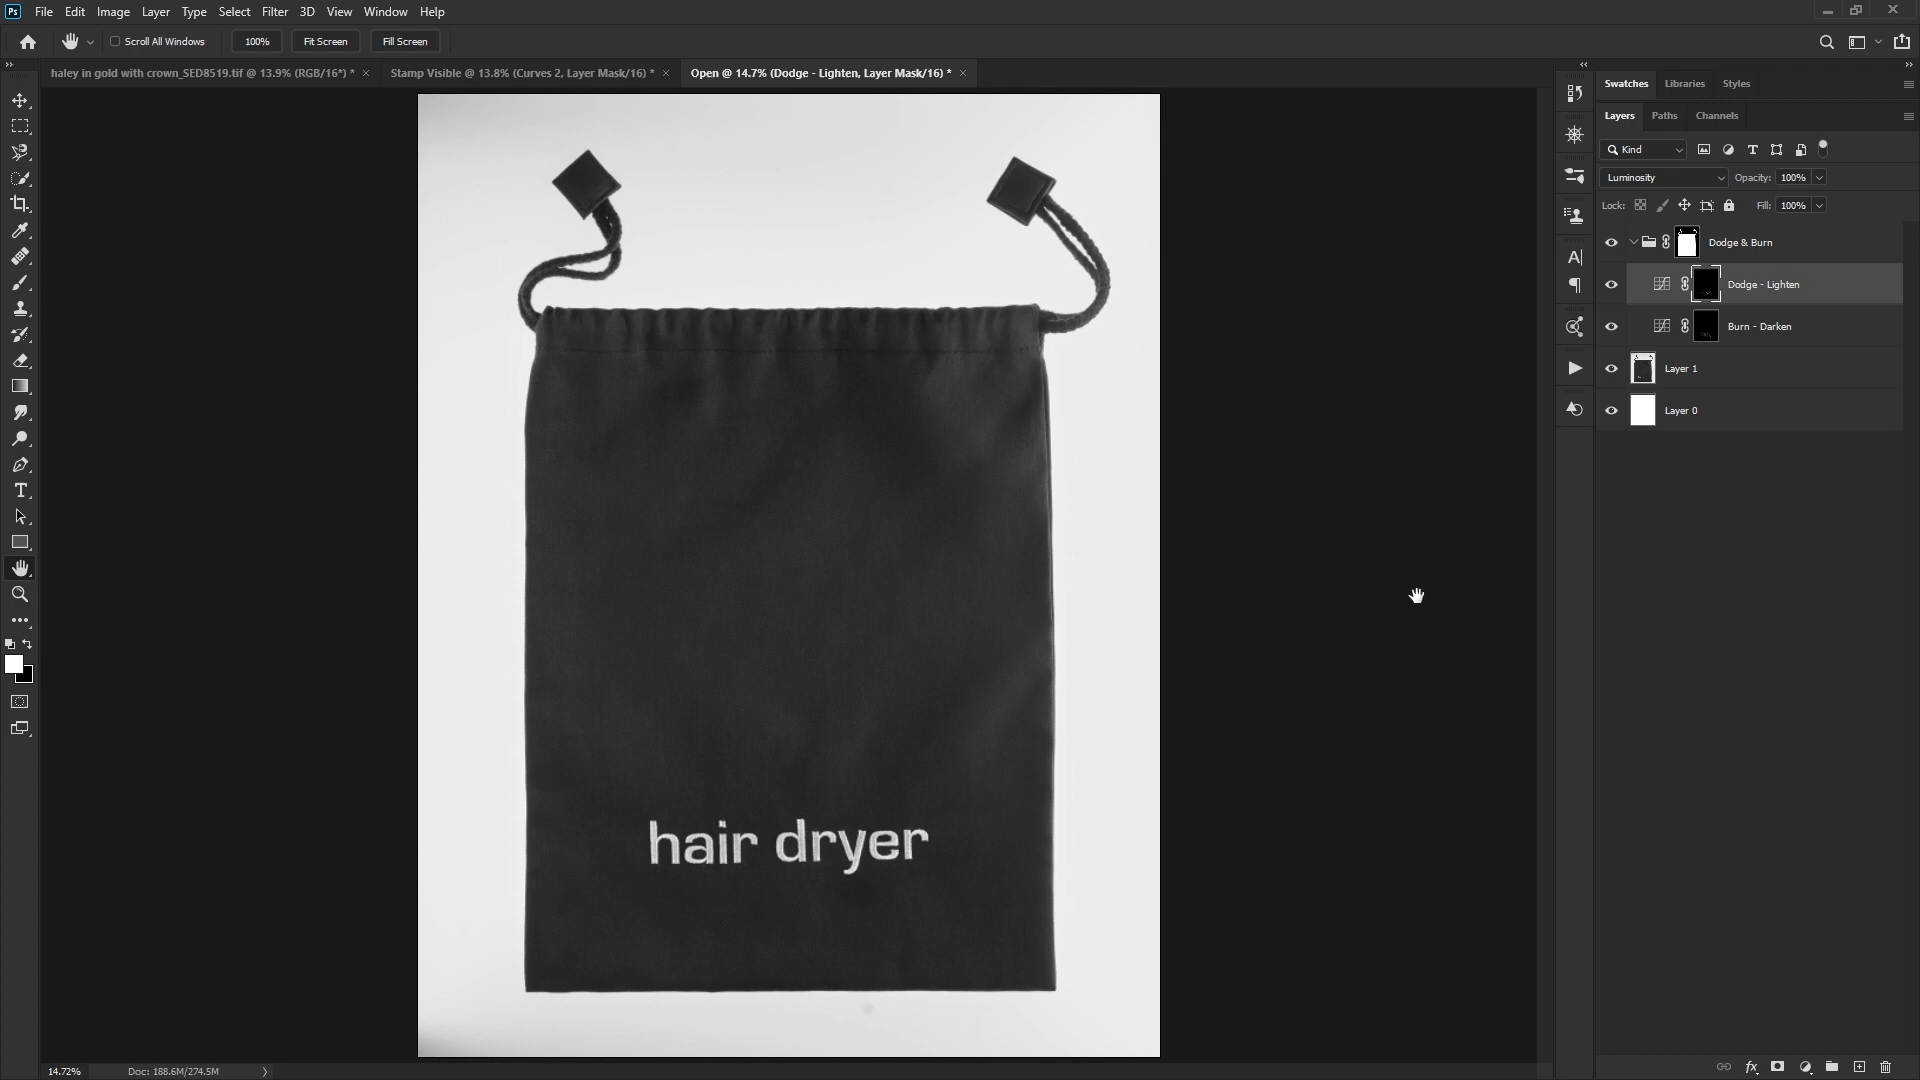 Ps File Edit Image Layer Type Select Filter 3D View Window Help
Scroll All Windows 100% Fit Screen Fill Screen
haley in gold with crown_SED8519.tif @ 13.9% (RGB/16*) * × Stamp Visible @ 13.8% (Curves 2, Layer Mask/16) * × Open @ 14.7% (Dodge - Lighten, Layer Mask/16) * ×
Swatches Libraries Styles
Layers Paths Channels
Kind
Luminosity Opacity: 100%
Lock: Fill: 100%
Dodge & Burn
Dodge - Lighten
Burn - Darken
Layer 1
Layer 0
hair dryer
14.72% Doc: 188.6M/274.5M